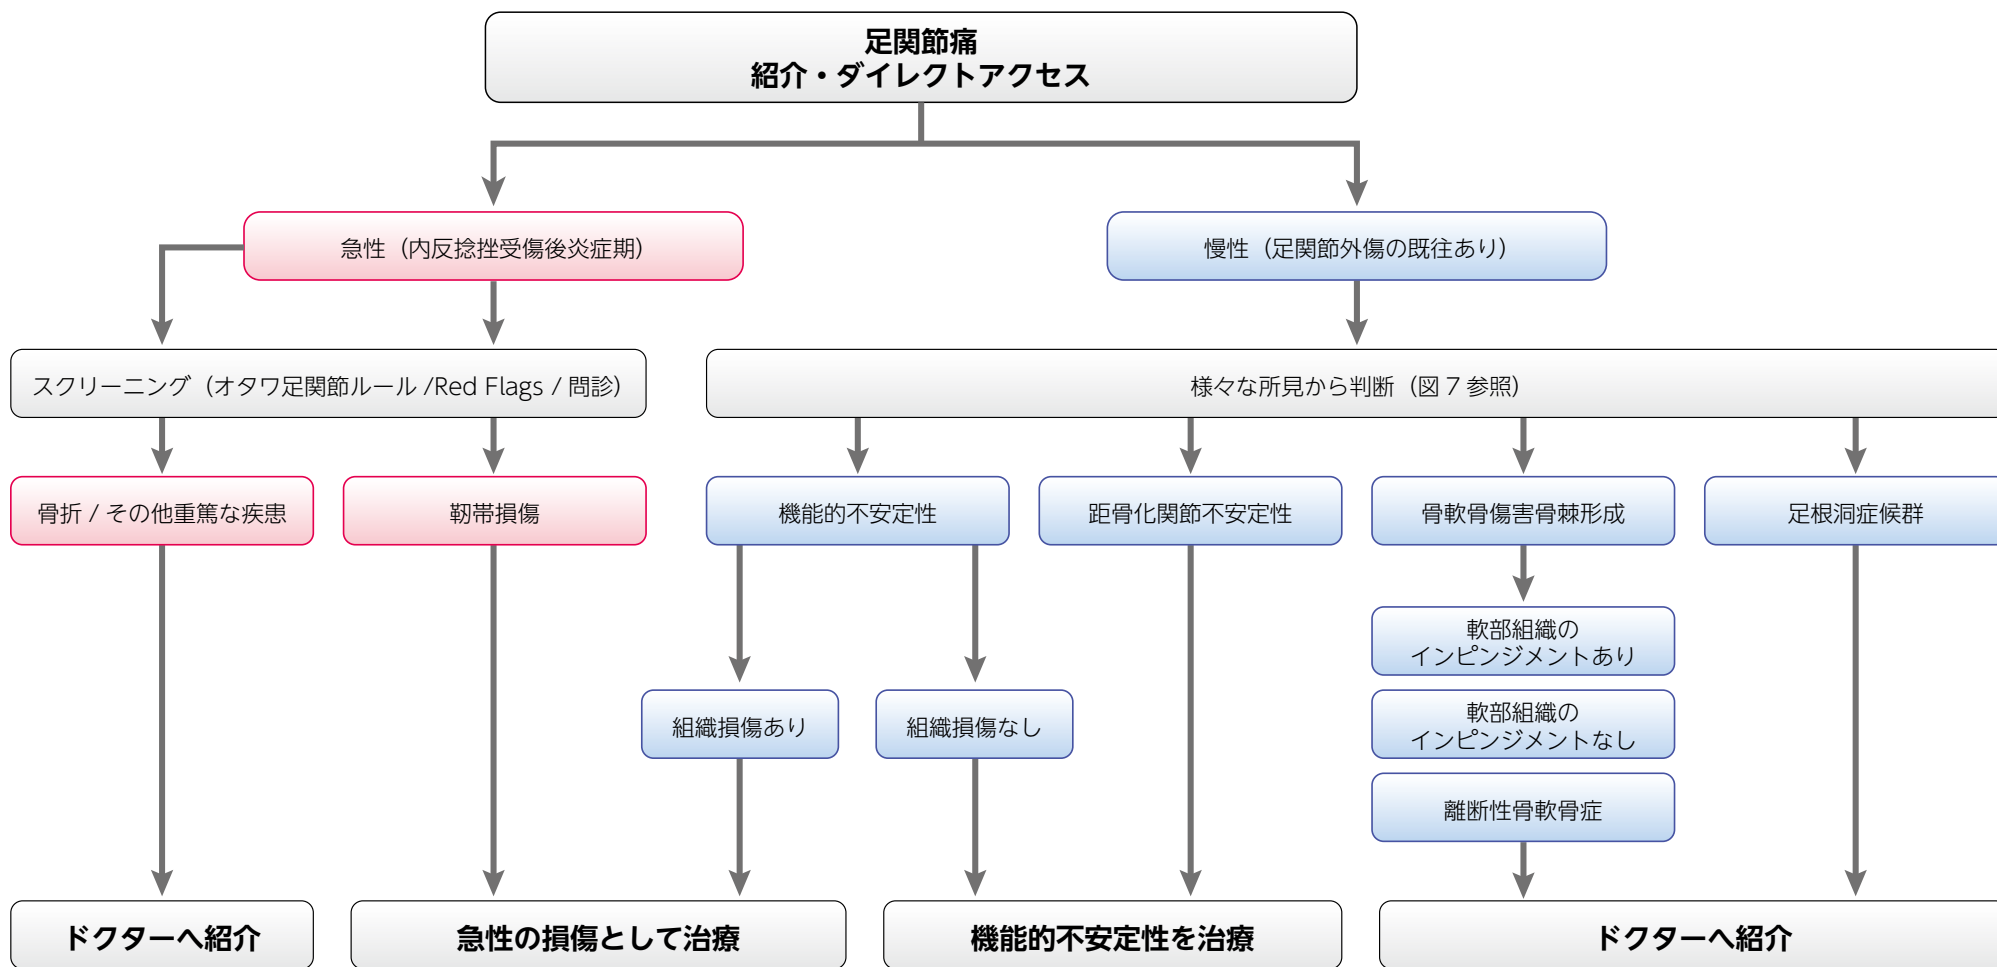 足関節痛
紹介・ダイレクトアクセス
急性（内反捻挫受傷後炎症期）
慢性（足関節外傷の既往あり）
スクリーニング（オタワ足関節ルール /Red Flags / 問診）
様々な所見から判断（図 7 参照）
骨折 / その他重篤な疾患
靭帯損傷
機能的不安定性
距骨化関節不安定性
骨軟骨傷害骨棘形成
足根洞症候群
軟部組織の
インピンジメントあり
軟部組織の
インピンジメントなし
離断性骨軟骨症
組織損傷あり
組織損傷なし
ドクターへ紹介
急性の損傷として治療
機能的不安定性を治療
ドクターへ紹介